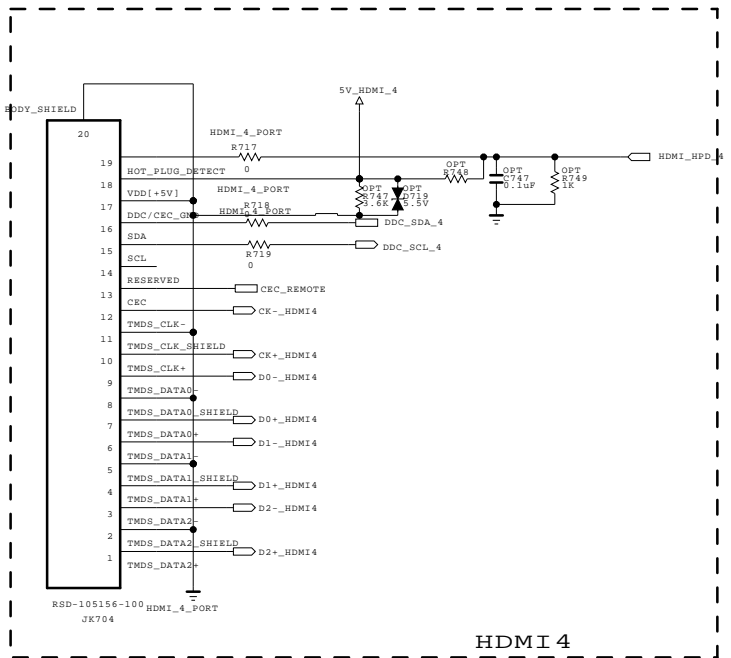 5V_HDMI_4
BODY_SHIELD
20
HDMI_4_PORT
R717
0
19
HOT_PLUG_DETECT
OPT
R748
OPT
C747
0.1uF
OPT
R749
1K
HDMI_HPD_4
18
VDD[+5V]
HDMI_4_PORT
R718
OPT
R747
3.6K
OPT
D719
5.5V
17
DDC/CEC_GND
HDMI_4_PORT
16
SDA
DDC_SDA_4
15
SCL
R719
0
DDC_SCL_4
14
RESERVED
13
CEC
CEC_REMOTE
12
TMDS_CLK-
CK-_HDMI4
11
TMDS_CLK_SHIELD
10
TMDS_CLK+
CK+_HDMI4
9
TMDS_DATA0-
D0-_HDMI4
8
TMDS_DATA0_SHIELD
7
TMDS_DATA0+
D0+_HDMI4
6
TMDS_DATA1-
D1-_HDMI4
5
TMDS_DATA1_SHIELD
4
TMDS_DATA1+
D1+_HDMI4
3
TMDS_DATA2-
D2-_HDMI4
2
TMDS_DATA2_SHIELD
1
TMDS_DATA2+
D2+_HDMI4
RSD-105156-100
JK704
HDMI_4_PORT
HDMI4